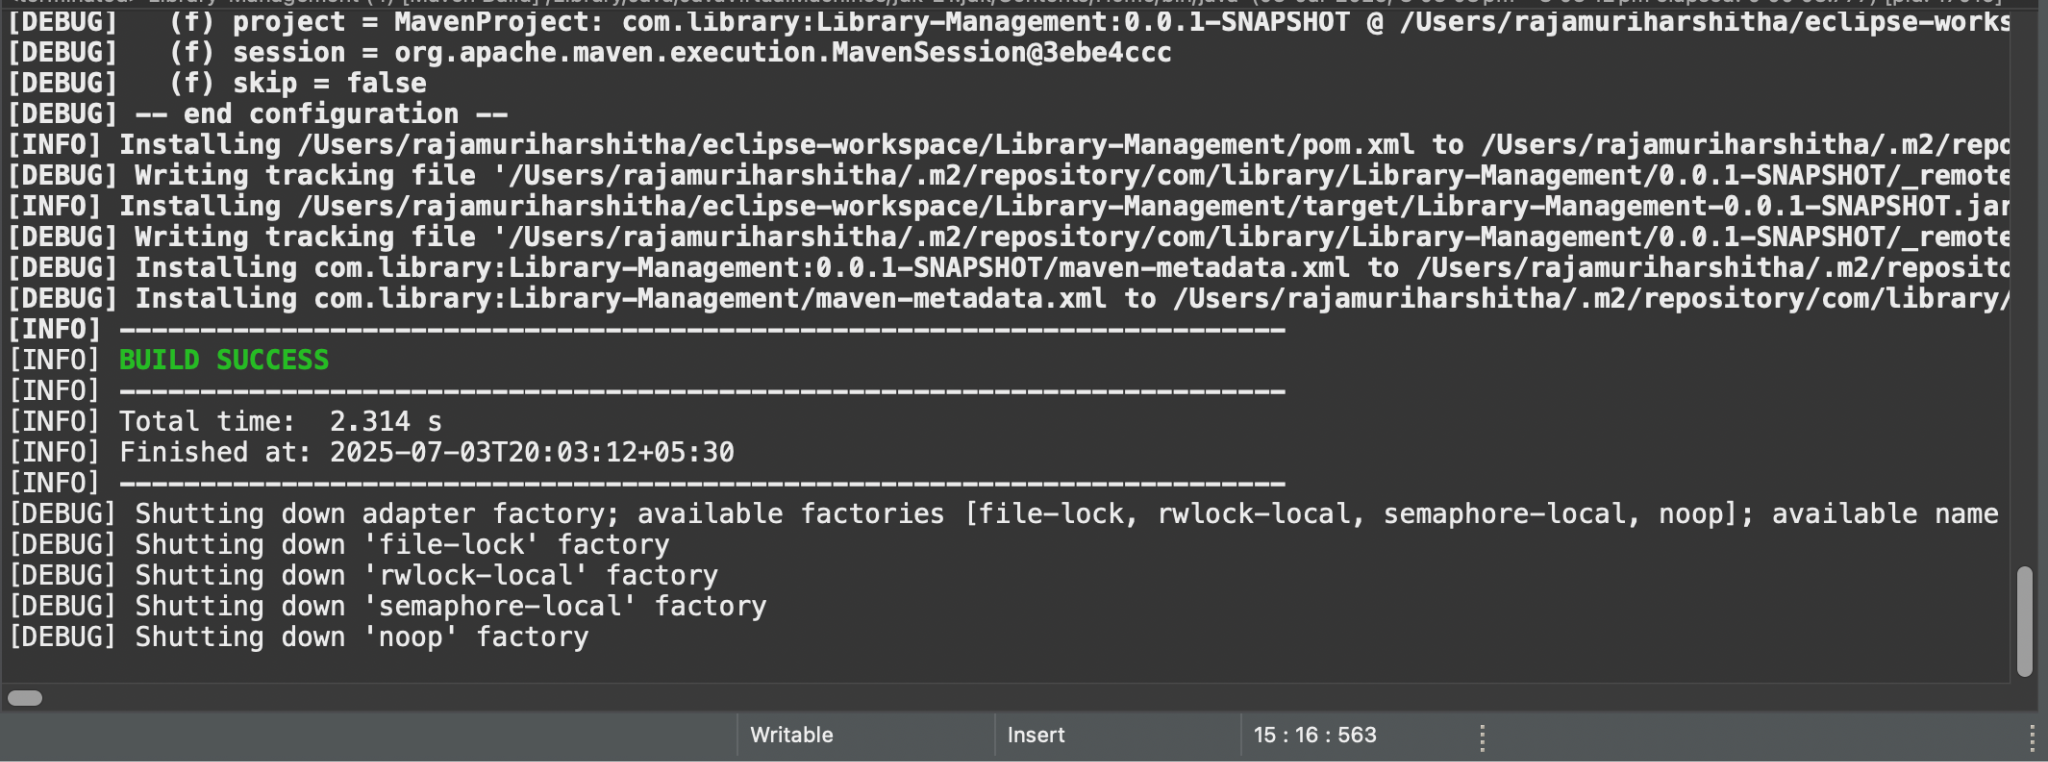 [DEBUG]   (f) project = MavenProject: com.library:Library-Management:0.0.1-SNAPSHOT @ /Users/rajamuriharshitha/eclipse-works
[DEBUG]   (f) session = org.apache.maven.execution.MavenSession@3ebe4ccc
[DEBUG]   (f) skip = false
[DEBUG] -- end configuration --
[INFO] Installing /Users/rajamuriharshitha/eclipse-workspace/Library-Management/pom.xml to /Users/rajamuriharshitha/.m2/repo
[DEBUG] Writing tracking file '/Users/rajamuriharshitha/.m2/repository/com/library/Library-Management/0.0.1-SNAPSHOT/_remote
[INFO] Installing /Users/rajamuriharshitha/eclipse-workspace/Library-Management/target/Library-Management-0.0.1-SNAPSHOT.jar
[DEBUG] Writing tracking file '/Users/rajamuriharshitha/.m2/repository/com/library/Library-Management/0.0.1-SNAPSHOT/_remote
[DEBUG] Installing com.library:Library-Management:0.0.1-SNAPSHOT/maven-metadata.xml to /Users/rajamuriharshitha/.m2/reposito
[DEBUG] Installing com.library:Library-Management/maven-metadata.xml to /Users/rajamuriharshitha/.m2/repository/com/library/
[INFO] ------------------------------------------------------------------------
[INFO] BUILD SUCCESS
[INFO] ------------------------------------------------------------------------
[INFO] Total time:  2.314 s
[INFO] Finished at: 2025-07-03T20:03:12+05:30
[INFO] ------------------------------------------------------------------------
[DEBUG] Shutting down adapter factory; available factories [file-lock, rwlock-local, semaphore-local, noop]; available name
[DEBUG] Shutting down 'file-lock' factory
[DEBUG] Shutting down 'rwlock-local' factory
[DEBUG] Shutting down 'semaphore-local' factory
[DEBUG] Shutting down 'noop' factory
Writable
Insert
15 : 16 : 563